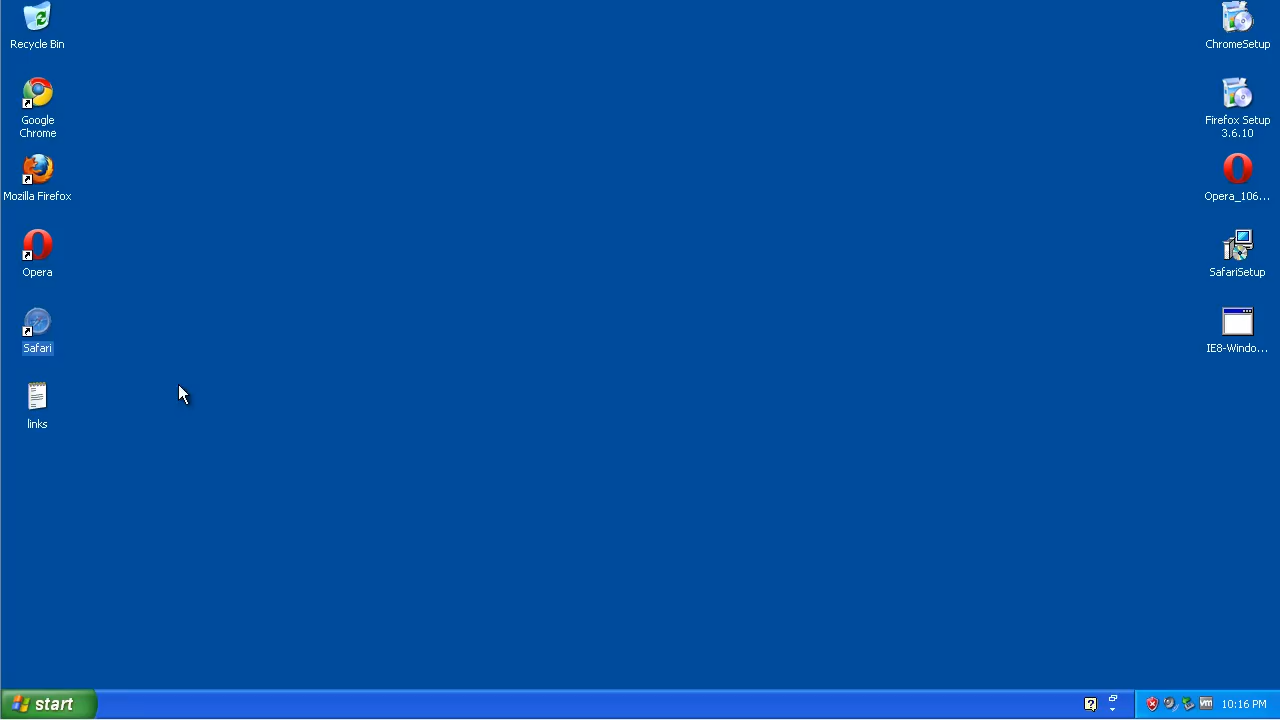 Recycle Bin
Google
Chrome
Mozilla Firefox
Opera
Safari
links
ChromeSetup
Firefox Setup
3.6.10
Opera_106...
SafariSetup
IE8-Windo...
start
vm
10:16 PM